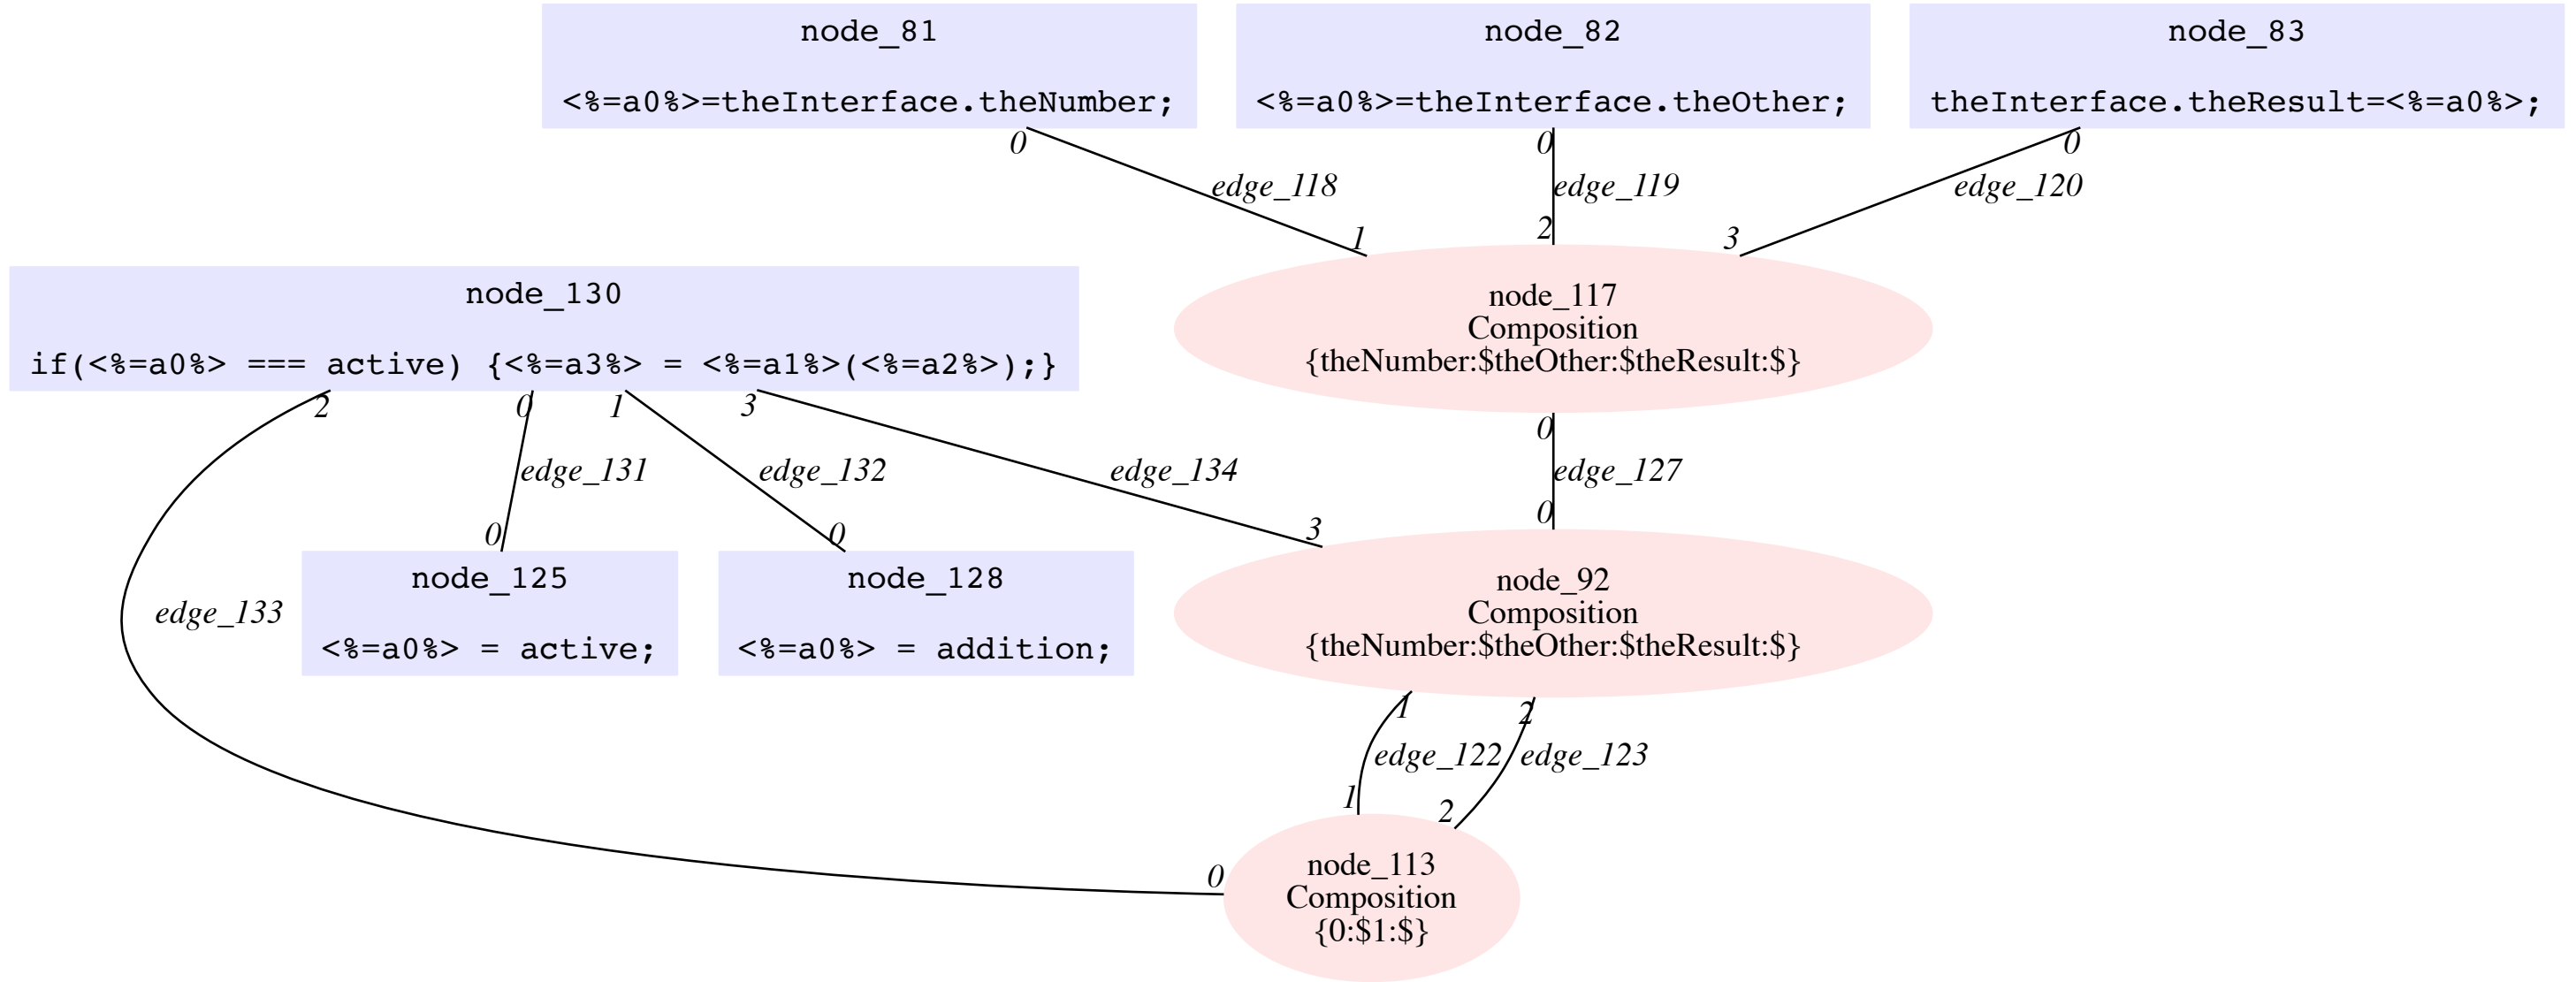 node_81
<%=a0%>=theInterface.theNumber;
node_82
<%=a0%>=theInterface.theOther;
node_83
theInterface.theResult=<%=a0%>;
0
0
0
edge_118
edge_119
edge_120
1
2
3
node_130
if(<%=a0%> === active) {<%=a3%> = <%=a1%>(<%=a2%>);}
node_117
Composition
{theNumber:$theOther:$theResult:$}
2
0
1
3
0
edge_131
edge_132
edge_134
edge_127
0
0
3
0
edge_133
node_125
<%=a0%> = active;
node_128
<%=a0%> = addition;
node_92
Composition
{theNumber:$theOther:$theResult:$}
1
2
edge_122
edge_123
1
2
0
node_113
Composition
{0:$1:$}